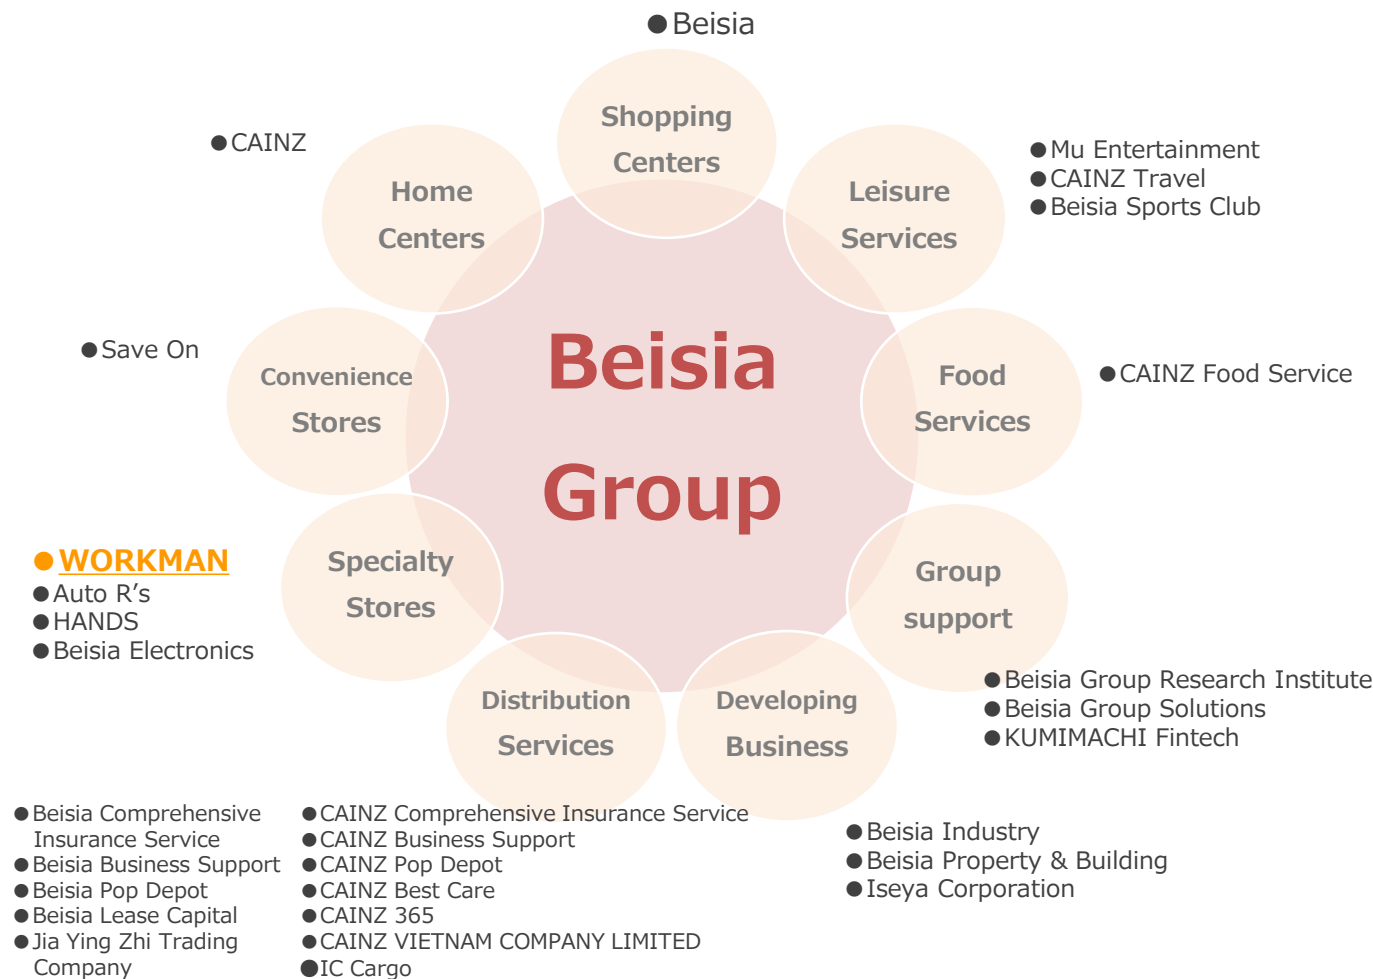 ●Beisia
Shopping
Centers
●CAINZ
Home
Centers
Leisure
Services
●Mu Entertainment
●CAINZ Travel
●Beisia Sports Club
●Save On
Convenience
Stores
Beisia
Group
Food
Services
●CAINZ Food Service
●WORKMAN
●Auto R’s
●HANDS
●Beisia Electronics
Specialty
Stores
Group
support
●Beisia Group Research Institute
●Beisia Group Solutions
●KUMIMACHI Fintech
Distribution
Services
Developing
Business
●Beisia Comprehensive
Insurance Service
●Beisia Business Support
●Beisia Pop Depot
●Beisia Lease Capital
●Jia Ying Zhi Trading
Company
●CAINZ Comprehensive Insurance Service
●CAINZ Business Support
●CAINZ Pop Depot
●CAINZ Best Care
●CAINZ 365
●CAINZ VIETNAM COMPANY LIMITED
●IC Cargo
●Beisia Industry
●Beisia Property & Building
●Iseya Corporation